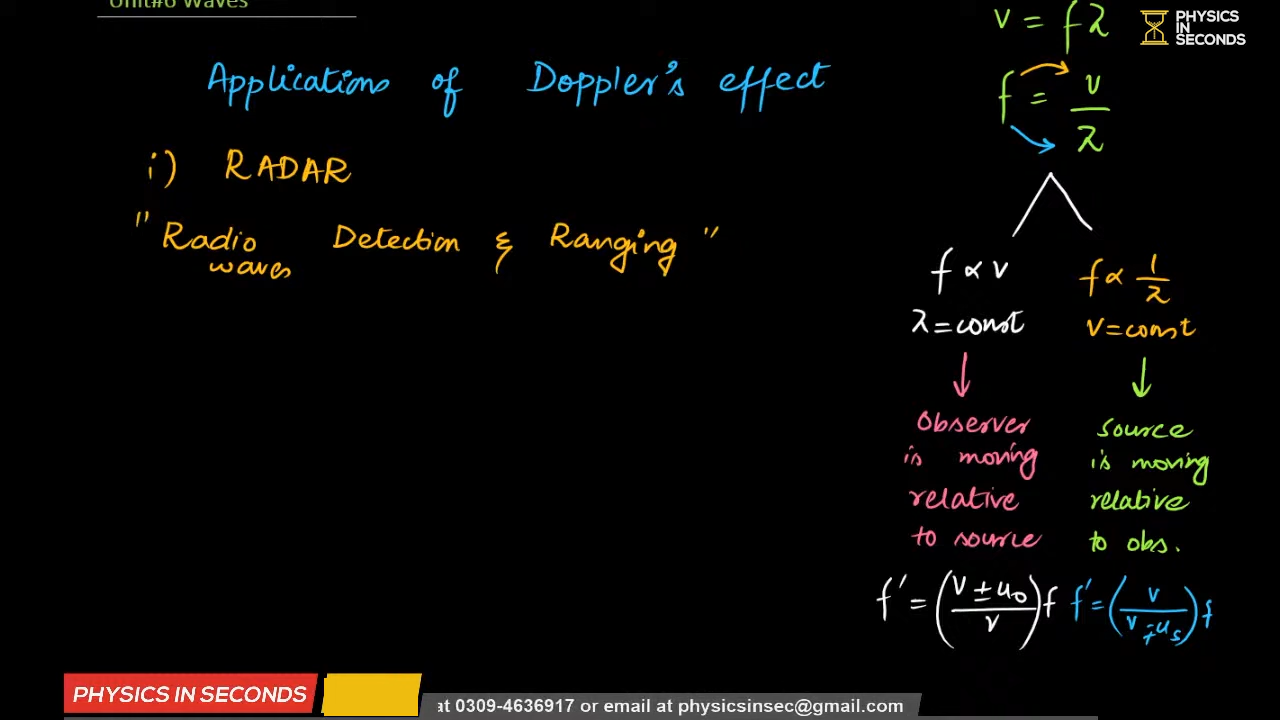 Unit#6 Waves
Applications of Doppler's effect
i) RADAR
"Radio Detection & Ranging"
waves
v = fλ
f = v/λ
f ∝ v
λ = const
Observer
is moving
relative
to source
f' = (v ± u₀ / v) f
f ∝ 1/λ
v = const
source
is moving
relative
to obs.
f' = (v / v ∓ uₛ) f
PHYSICS
IN
SECONDS
PHYSICS IN SECONDS
at 0309-4636917 or email at physicsinsec@gmail.com